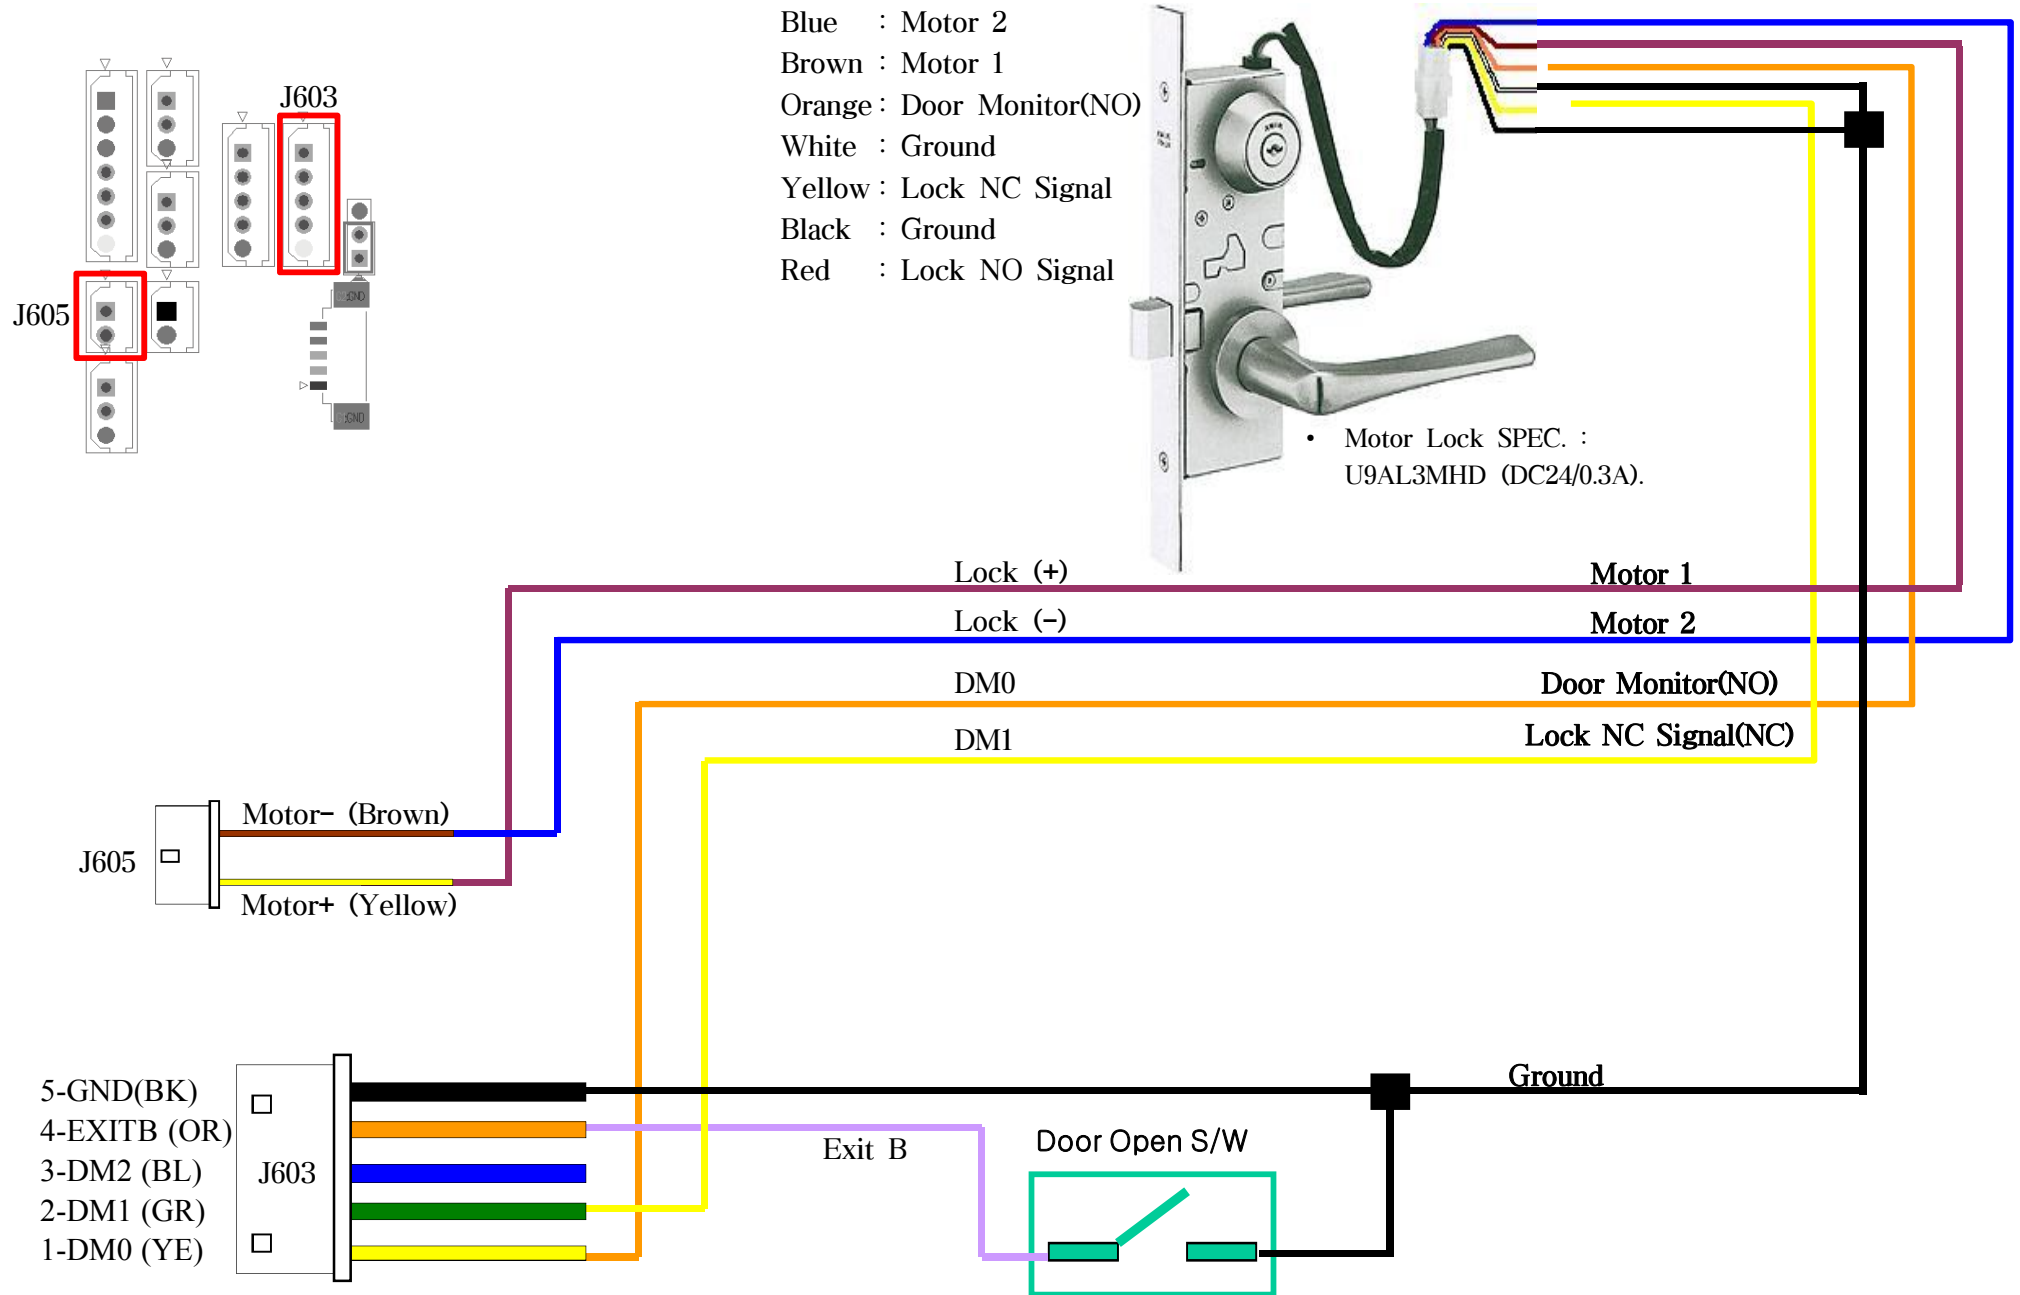 Blue : Motor 2
Brown : Motor 1
Orange : Door Monitor(NO)
White : Ground
Yellow : Lock NC Signal
Black : Ground
Red : Lock NO Signal
J603
J605
GND
GND
• Motor Lock SPEC. :
U9AL3MHD (DC24/0.3A).
Lock (+) Motor 1
Lock (-) Motor 2
DM0 Door Monitor(NO)
DM1 Lock NC Signal(NC)
Motor- (Brown)
J605
Motor+ (Yellow)
Ground
5-GND(BK)
4-EXITB (OR)
3-DM2 (BL)
2-DM1 (GR)
1-DM0 (YE)
J603
Exit B
Door Open S/W